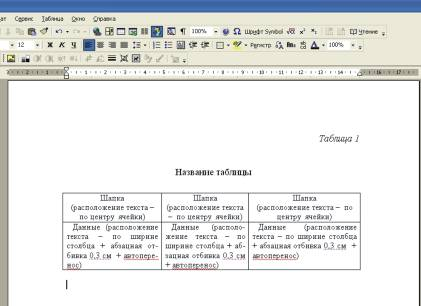 ат Сервис Таблица Окно Справка
100% Шрифт Symbol Чтение
12 Ж К Ч Регистр 100%
Таблица 1
Название таблицы
Шапка Шапка Шапка
(расположение текста – (расположение текста (расположение текста – по
по центру ячейки) – по центру ячейки) центру ячейки)
Данные (расположение Данные (располо- Данные (расположение
текста – по ширине жение текста – по текста – по ширине столбца
столбца + абзацная от- ширине столбца + аб- + абзацная отбивка 0,3 см +
бивка 0,3 см + автопере- зацная отбивка 0,3 см автоперенос)
нос) + автоперенос)